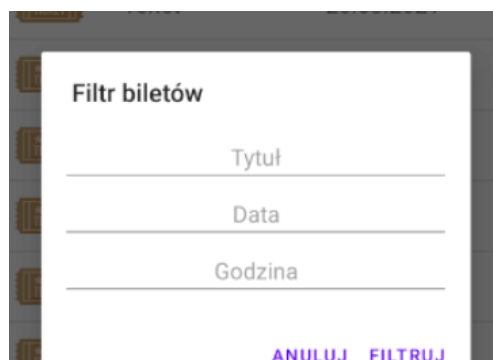 Filtr biletów
Tytuł
Data
Godzina
ANULUJ FILTRUJ